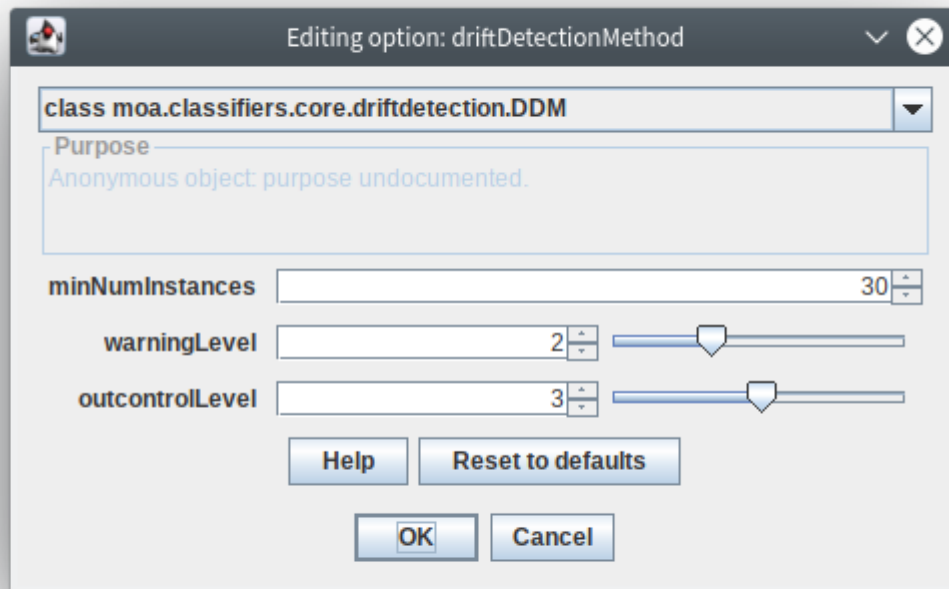 Editing option: driftDetectionMethod
class moa.classifiers.core.driftdetection.DDM
Purpose
Anonymous object: purpose undocumented.
minNumInstances 30
warningLevel 2
outcontrolLevel 3
Help Reset to defaults
OK Cancel